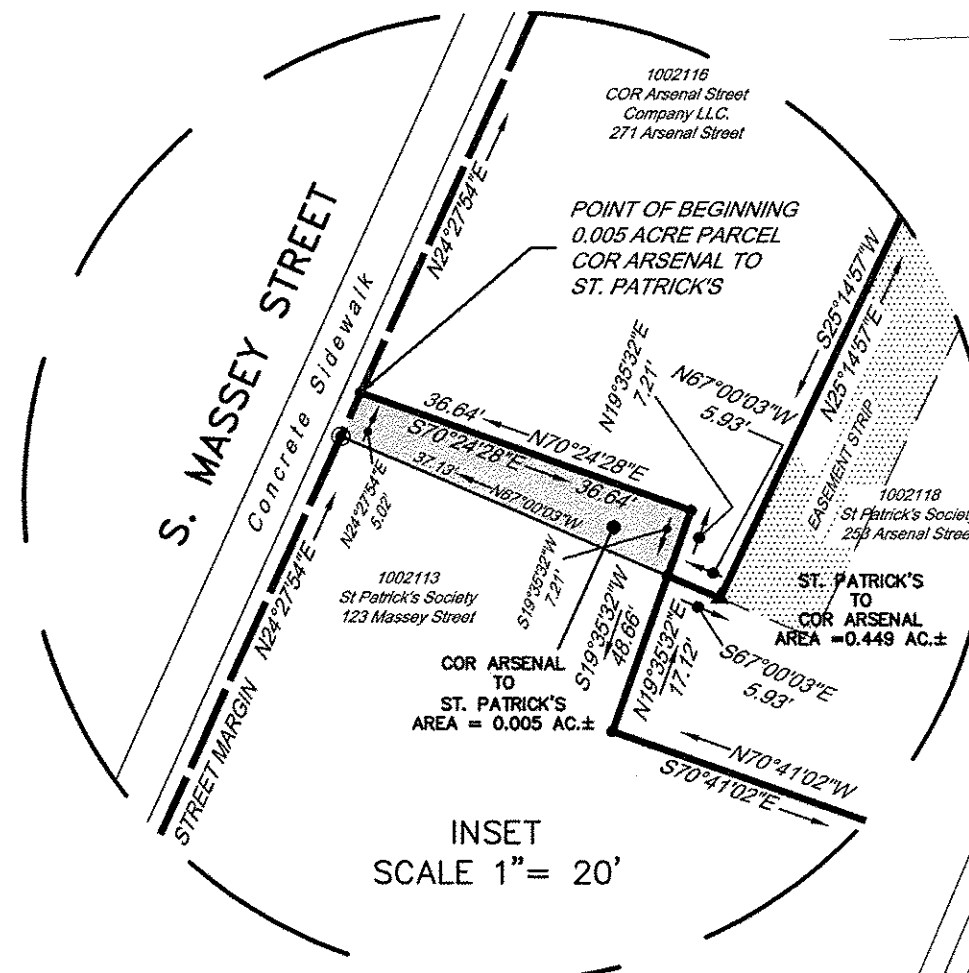 1002116
COR Arsenal Street
Company LLC.
271 Arsenal Street
N24°27'54"E
S. MASSEY STREET
Concrete Sidewalk
POINT OF BEGINNING
0.005 ACRE PARCEL
COR ARSENAL TO
ST. PATRICK'S
S25°14'57"W
N25°14'57"E
EASEMENT STRIP
N19°35'32"E
7.21'
N67°00'03"W
5.93'
36.64'
N70°24'28"E
S70°24'28"E
36.64'
37.13'
N67°00'03"W
N24°27'54"E
5.02'
1002118
St Patrick's Socie
253 Arsenal Stree
ST. PATRICK'S
TO
COR ARSENAL
AREA =0.449 AC.±
1002113
St Patrick's Society
123 Massey Street
S19°35'32"W
7.21'
S19°35'32"W
48.66'
N19°35'32"E
17.12'
S67°00'03"E
5.93'
COR ARSENAL
TO
ST. PATRICK'S
AREA = 0.005 AC.±
N24°27'54"E
STREET MARGIN
N70°41'02"W
S70°41'02"E
INSET
SCALE 1"= 20'